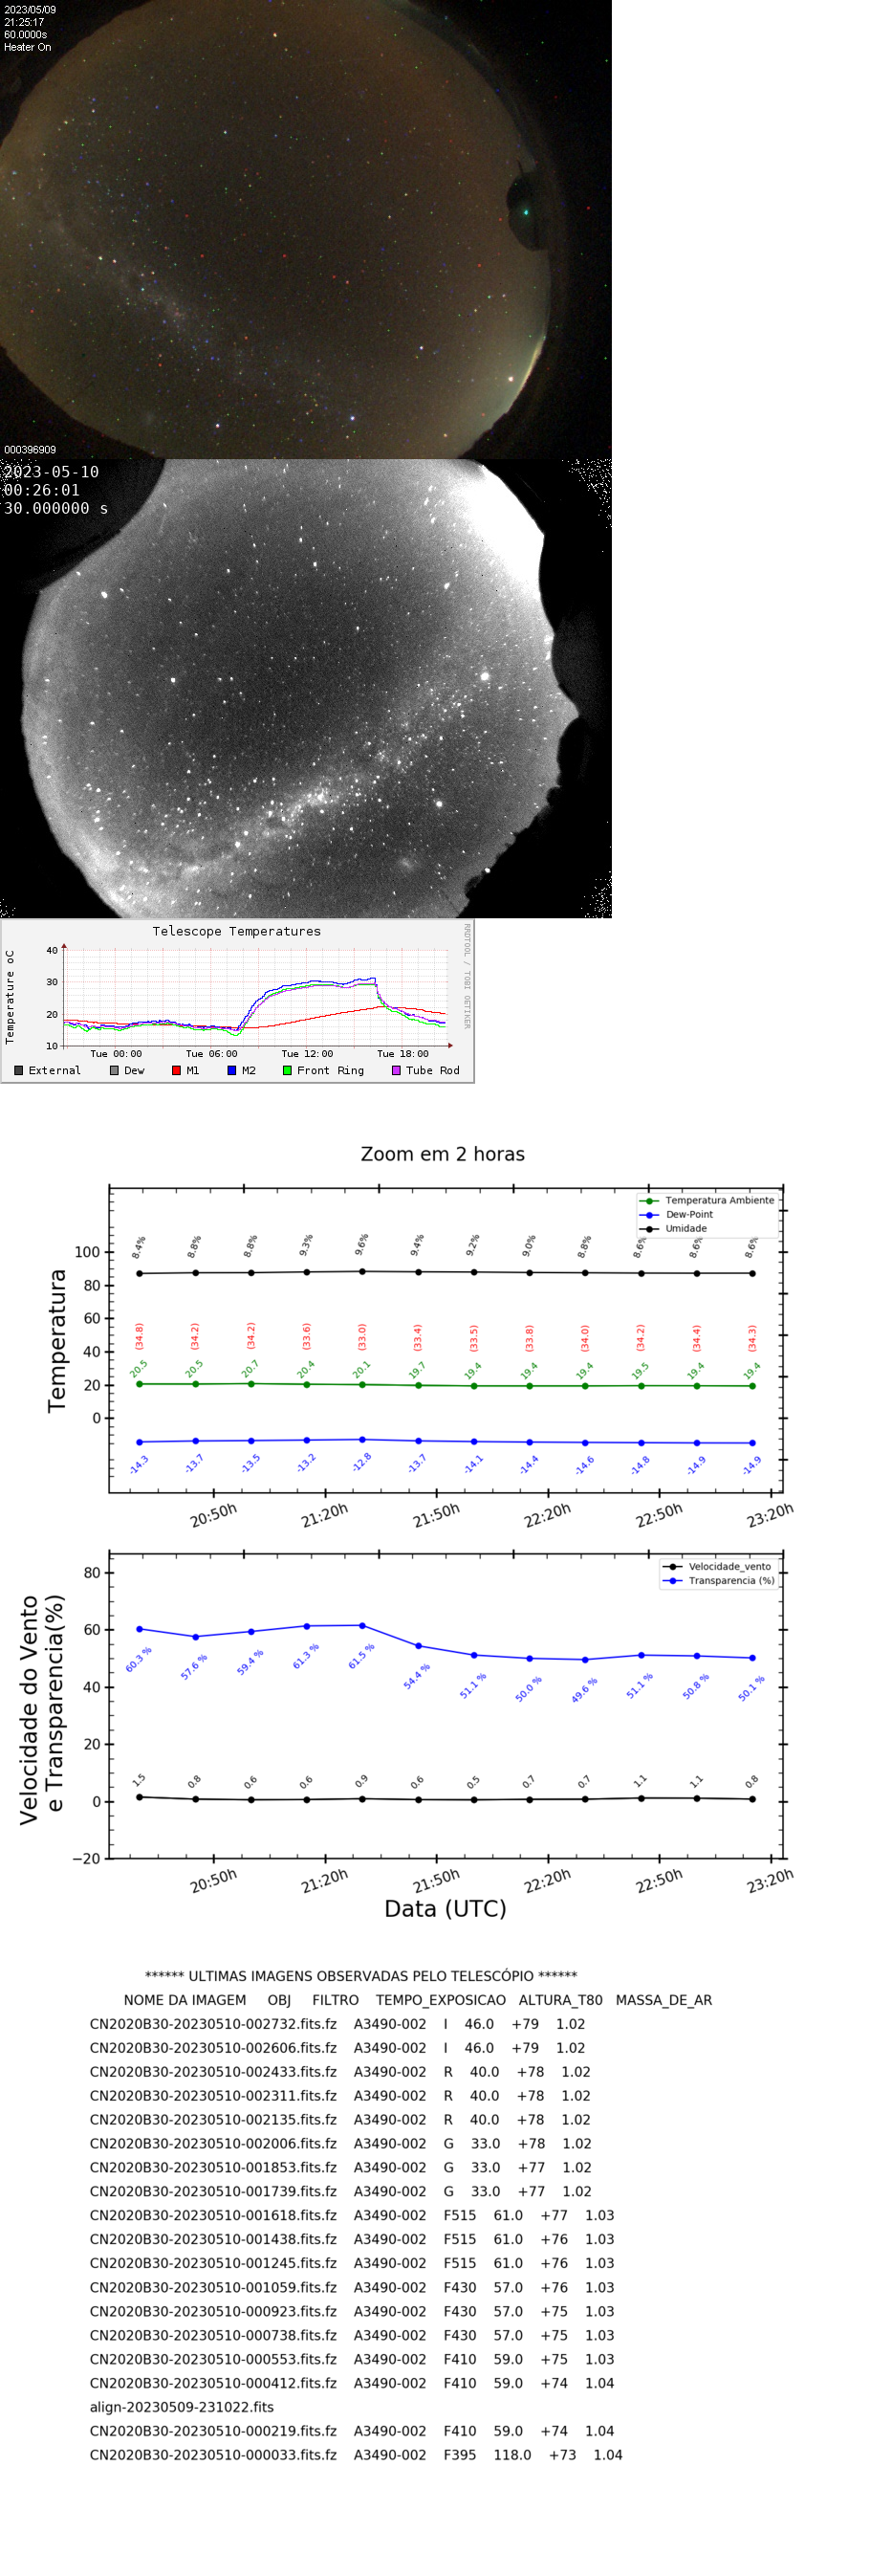 2023/05/09
21:25:17
60.0000s
Heater On
000396909
2023-05-10
00:26:01
30.000000 s
Telescope Temperatures
RRDTOOL / TOBI OETIKER
Temperature oC
40
30
20
10
Tue 00:00 Tue 06:00 Tue 12:00 Tue 18:00
External Dew M1 M2 Front Ring Tube Rod
Zoom em 2 horas
Temperatura Ambiente
Dew-Point
Umidade
Temperatura
100
80
60
40
20
0
8.4% 8.8% 8.8% 9.3% 9.6% 9.4% 9.2% 9.0% 8.8% 8.6% 8.6% 8.6%
(34.8) (34.2) (34.2) (33.6) (33.0) (33.4) (33.5) (33.8) (34.0) (34.2) (34.4) (34.3)
20.5 20.5 20.7 20.4 20.1 19.7 19.4 19.4 19.4 19.5 19.4 19.4
-14.3 -13.7 -13.5 -13.2 -12.8 -13.7 -14.1 -14.4 -14.6 -14.8 -14.9 -14.9
20:50h 21:20h 21:50h 22:20h 22:50h 23:20h
Velocidade_vento
Transparencia (%)
Velocidade do Vento
e Transparencia(%)
80
60
40
20
0
−20
60.3 % 57.6 % 59.4 % 61.3 % 61.5 % 54.4 % 51.1 % 50.0 % 49.6 % 51.1 % 50.8 % 50.1 %
1.5 0.8 0.6 0.6 0.9 0.6 0.5 0.7 0.7 1.1 1.1 0.8
20:50h 21:20h 21:50h 22:20h 22:50h 23:20h
Data (UTC)
****** ULTIMAS IMAGENS OBSERVADAS PELO TELESCÓPIO ******
NOME DA IMAGEM OBJ FILTRO TEMPO_EXPOSICAO ALTURA_T80 MASSA_DE_AR
CN2020B30-20230510-002732.fits.fz A3490-002 I 46.0 +79 1.02
CN2020B30-20230510-002606.fits.fz A3490-002 I 46.0 +79 1.02
CN2020B30-20230510-002433.fits.fz A3490-002 R 40.0 +78 1.02
CN2020B30-20230510-002311.fits.fz A3490-002 R 40.0 +78 1.02
CN2020B30-20230510-002135.fits.fz A3490-002 R 40.0 +78 1.02
CN2020B30-20230510-002006.fits.fz A3490-002 G 33.0 +78 1.02
CN2020B30-20230510-001853.fits.fz A3490-002 G 33.0 +77 1.02
CN2020B30-20230510-001739.fits.fz A3490-002 G 33.0 +77 1.02
CN2020B30-20230510-001618.fits.fz A3490-002 F515 61.0 +77 1.03
CN2020B30-20230510-001438.fits.fz A3490-002 F515 61.0 +76 1.03
CN2020B30-20230510-001245.fits.fz A3490-002 F515 61.0 +76 1.03
CN2020B30-20230510-001059.fits.fz A3490-002 F430 57.0 +76 1.03
CN2020B30-20230510-000923.fits.fz A3490-002 F430 57.0 +75 1.03
CN2020B30-20230510-000738.fits.fz A3490-002 F430 57.0 +75 1.03
CN2020B30-20230510-000553.fits.fz A3490-002 F410 59.0 +75 1.03
CN2020B30-20230510-000412.fits.fz A3490-002 F410 59.0 +74 1.04
align-20230509-231022.fits
CN2020B30-20230510-000219.fits.fz A3490-002 F410 59.0 +74 1.04
CN2020B30-20230510-000033.fits.fz A3490-002 F395 118.0 +73 1.04